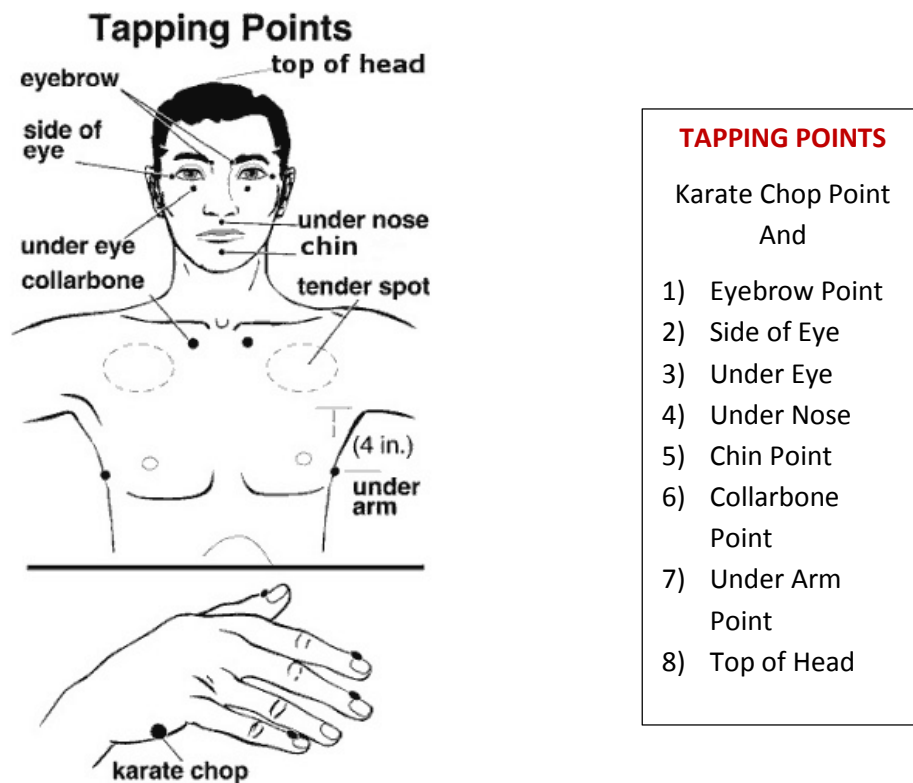 Tapping Points
top of head
eyebrow
side of
eye
under nose
under eye
chin
collarbone
tender spot
(4 in.)
under
arm
karate chop
TAPPING POINTS
Karate Chop Point
And
1) Eyebrow Point
2) Side of Eye
3) Under Eye
4) Under Nose
5) Chin Point
6) Collarbone
Point
7) Under Arm
Point
8) Top of Head